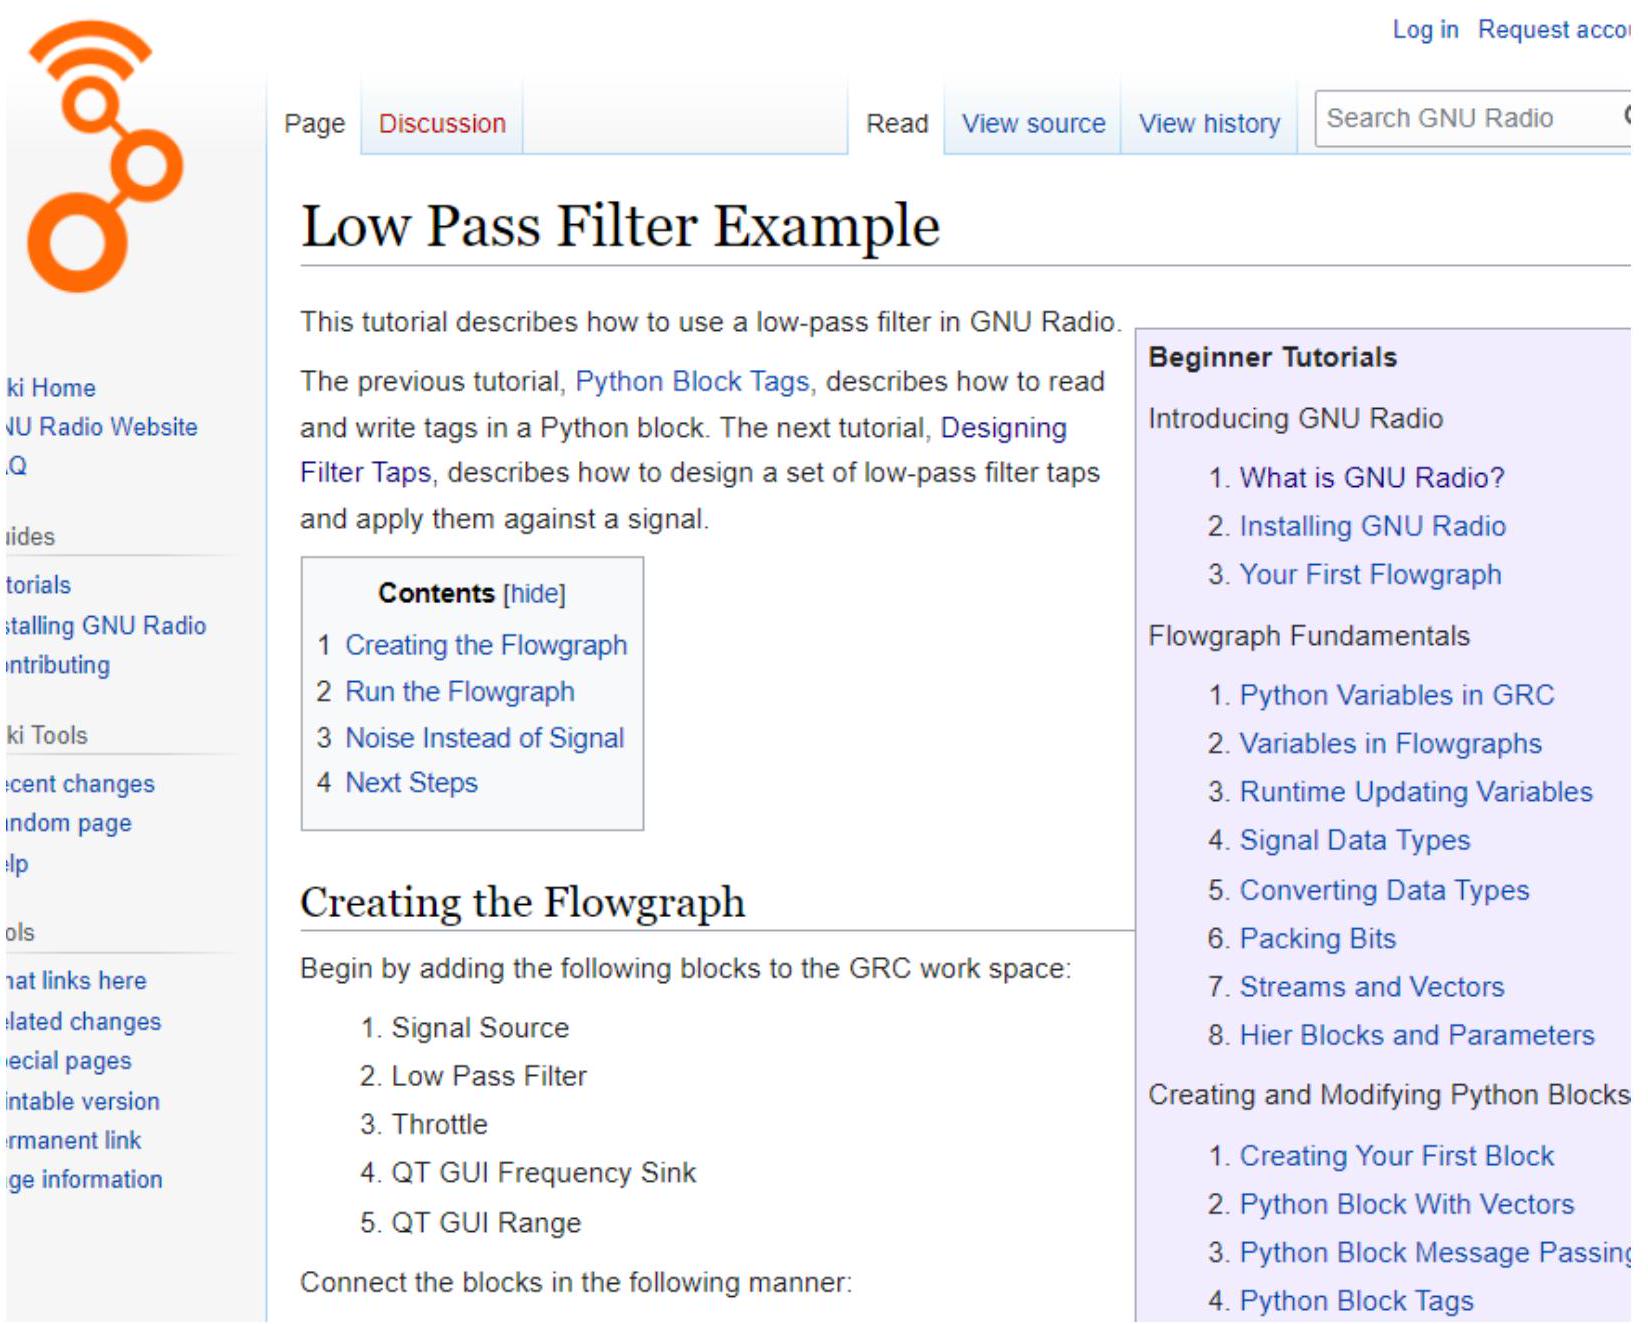 Log in Request
Page Discussion Read View source View history Search GNU Radio
Low Pass Filter Example
This tutorial describes how to use a low-pass filter in GNU Radio.
The previous tutorial, Python Block Tags, describes how to read
and write tags in a Python block. The next tutorial, Designing
Filter Taps, describes how to design a set of low-pass filter taps
and apply them against a signal.
Contents [hide]
1 Creating the Flowgraph
2 Run the Flowgraph
3 Noise Instead of Signal
4 Next Steps
Creating the Flowgraph
Begin by adding the following blocks to the GRC work space:
1. Signal Source
2. Low Pass Filter
3. Throttle
4. QT GUI Frequency Sink
5. QT GUI Range
Connect the blocks in the following manner:
Beginner Tutorials
Introducing GNU Radio
1. What is GNU Radio?
2. Installing GNU Radio
3. Your First Flowgraph
Flowgraph Fundamentals
1. Python Variables in GRC
2. Variables in Flowgraphs
3. Runtime Updating Variables
4. Signal Data Types
5. Converting Data Types
6. Packing Bits
7. Streams and Vectors
8. Hier Blocks and Parameters
Creating and Modifying Python Blocks
1. Creating Your First Block
2. Python Block With Vectors
3. Python Block Message Passing
4. Python Block Tags
ki Home
NU Radio Website
Q
ides
torials
stalling GNU Radio
ntributing
ki Tools
cent changes
ndom page
lp
ols
hat links here
lated changes
ecial pages
intable version
rmanent link
ge information